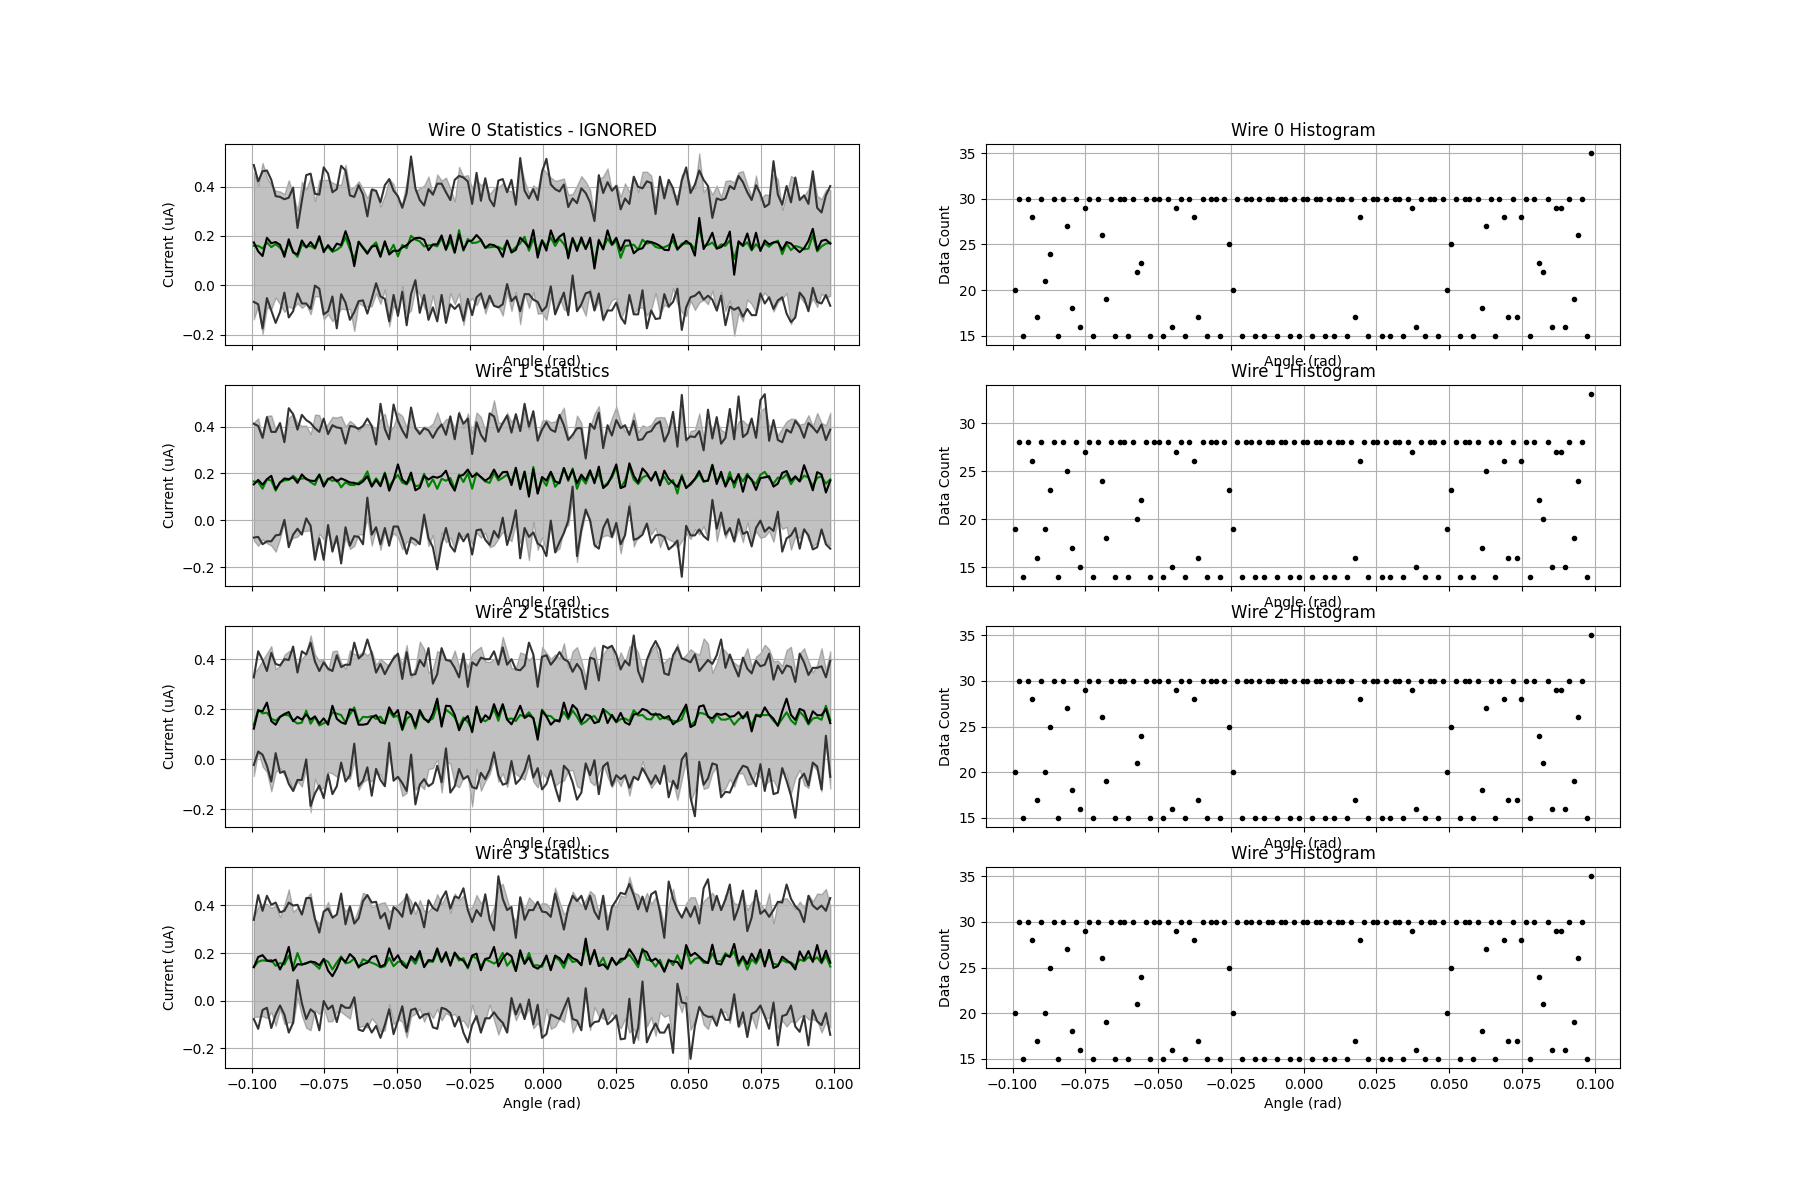 Wire 0 Statistics - IGNORED
Current (uA)
0.4
0.2
0.0
−0.2
Angle (rad)
Wire 0 Histogram
Data Count
35
30
25
20
15
Angle (rad)
Wire 1 Statistics
Current (uA)
0.4
0.2
0.0
−0.2
Angle (rad)
Wire 1 Histogram
Data Count
30
25
20
15
Angle (rad)
Wire 2 Statistics
Current (uA)
0.4
0.2
0.0
−0.2
Angle (rad)
Wire 2 Histogram
Data Count
35
30
25
20
15
Angle (rad)
Wire 3 Statistics
Current (uA)
0.4
0.2
0.0
−0.2
−0.100 −0.075 −0.050 −0.025 0.000 0.025 0.050 0.075 0.100
Angle (rad)
Wire 3 Histogram
Data Count
35
30
25
20
15
−0.100 −0.075 −0.050 −0.025 0.000 0.025 0.050 0.075 0.100
Angle (rad)